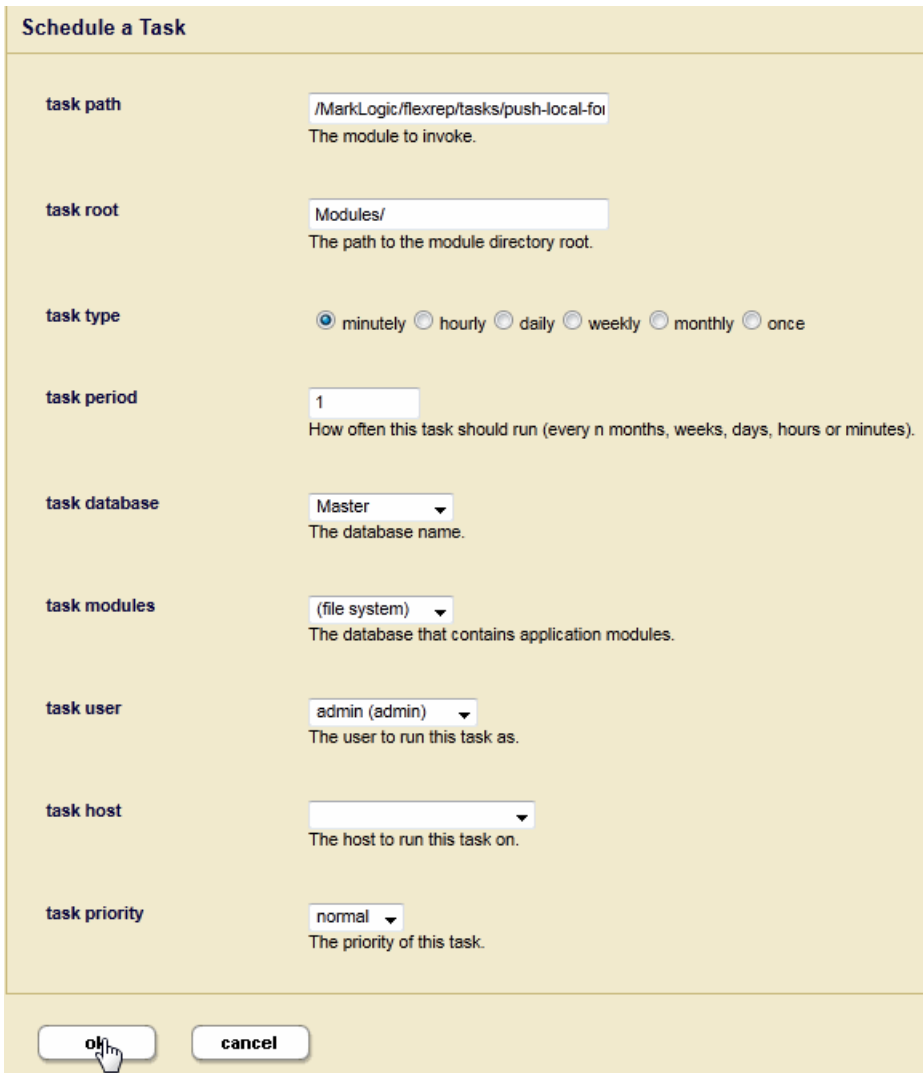 Schedule a Task
task path
/MarkLogic/flexrep/tasks/push-local-for
The module to invoke.
task root
Modules/
The path to the module directory root.
task type
minutely hourly daily weekly monthly once
task period
1
How often this task should run (every n months, weeks, days, hours or minutes).
task database
Master
The database name.
task modules
(file system)
The database that contains application modules.
task user
admin (admin)
The user to run this task as.
task host
The host to run this task on.
task priority
normal
The priority of this task.
ok cancel